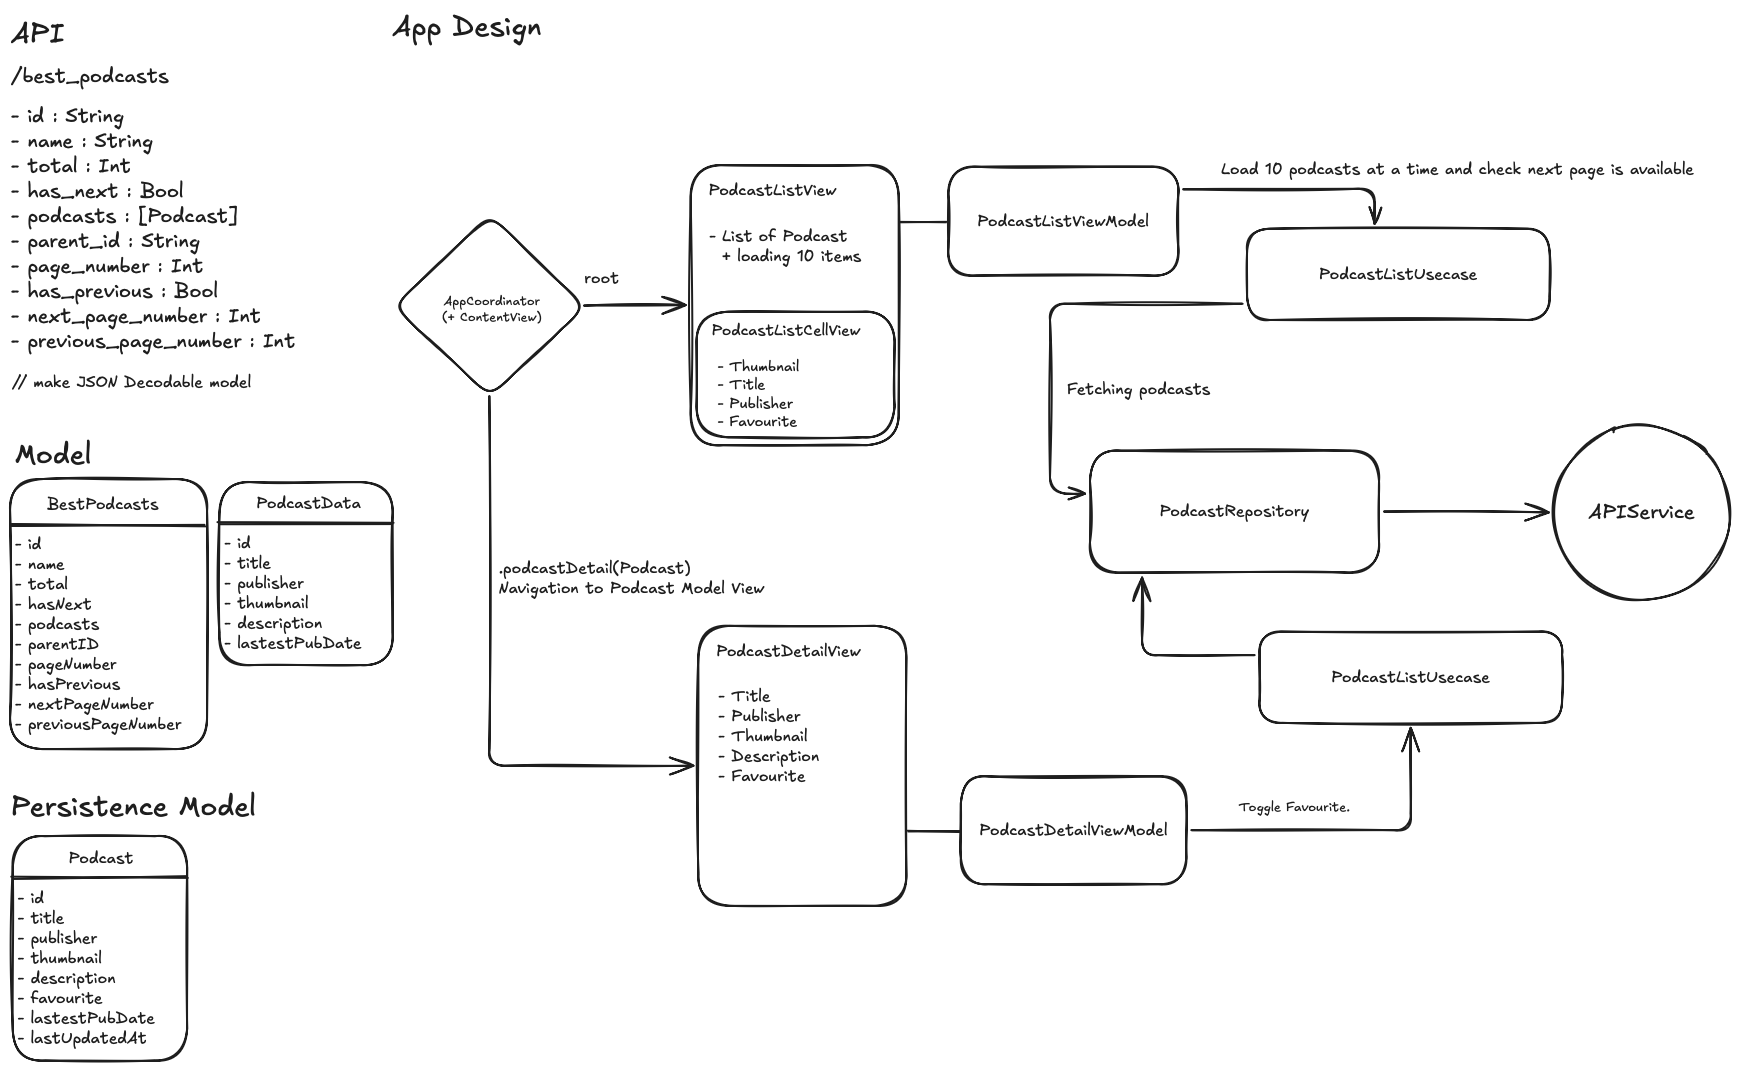 API
/best_podcasts
- id : String
- name : String
- total : Int
- has_next : Bool
- podcasts : [Podcast]
- parent_id : String
- page_number : Int
- has_previous : Bool
- next_page_number : Int
- previous_page_number : Int
// make JSON Decodable model
Model
BestPodcasts
- id
- name
- total
- hasNext
- podcasts
- parentID
- pageNumber
- hasPrevious
- nextPageNumber
- previousPageNumber
PodcastData
- id
- title
- publisher
- thumbnail
- description
- lastestPubDate
Persistence Model
Podcast
- id
- title
- publisher
- thumbnail
- description
- favourite
- lastestPubDate
- lastUpdatedAt
App Design
AppCoordinator
(+ ContentView)
root
PodcastListView
- List of Podcast
+ loading 10 items
PodcastListCellView
- Thumbnail
- Title
- Publisher
- Favourite
PodcastListViewModel
Load 10 podcasts at a time and check next page is available
PodcastListUsecase
Fetching podcasts
PodcastRepository
APIService
.podcastDetail(Podcast)
Navigation to Podcast Model View
PodcastDetailView
- Title
- Publisher
- Thumbnail
- Description
- Favourite
PodcastDetailViewModel
Toggle Favourite.
PodcastListUsecase